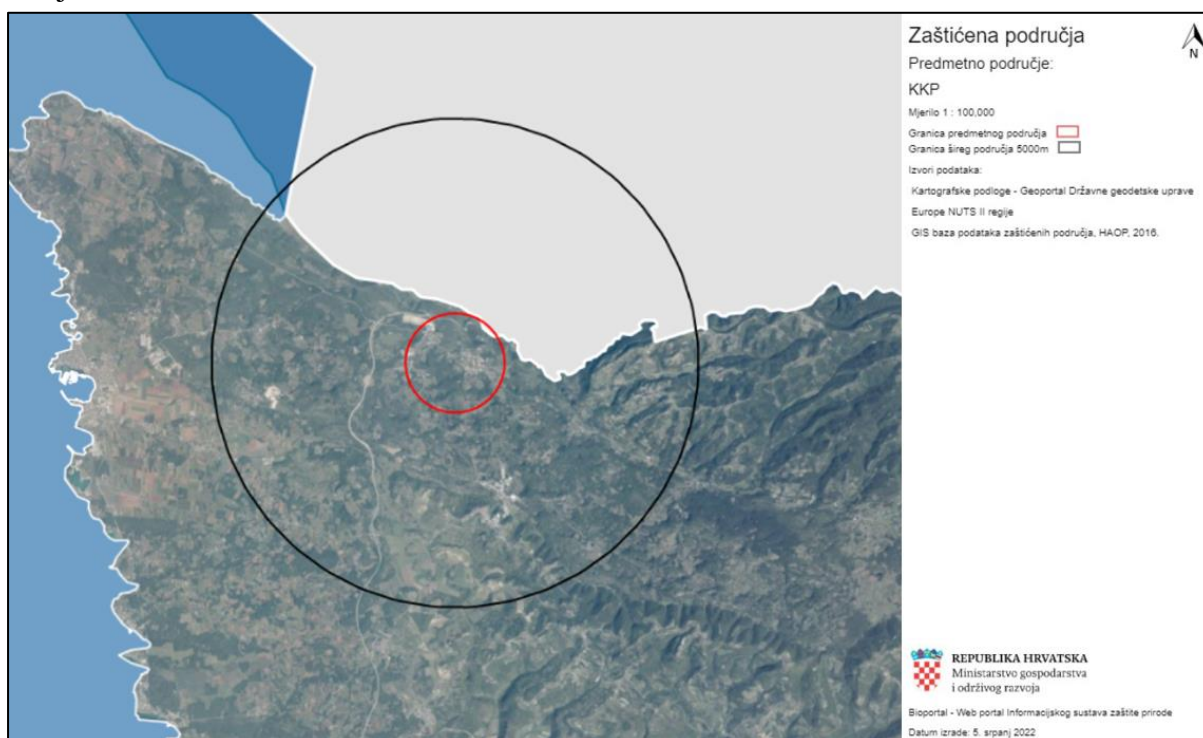 Zaštićena područja
N
Predmetno područje:
KKP
Mjerilo 1 : 100,000
Granica predmetnog područja
Granica šireg područja 5000m
Izvori podataka:
Kartografske podloge - Geoportal Državne geodetske uprave
Europe NUTS II regije
GIS baza podataka zaštićenih područja, HAOP, 2016.
REPUBLIKA HRVATSKA
Ministarstvo gospodarstva
i održivog razvoja
Bioportal - Web portal Informacijskog sustava zaštite prirode
Datum izrade: 5. srpanj 2022